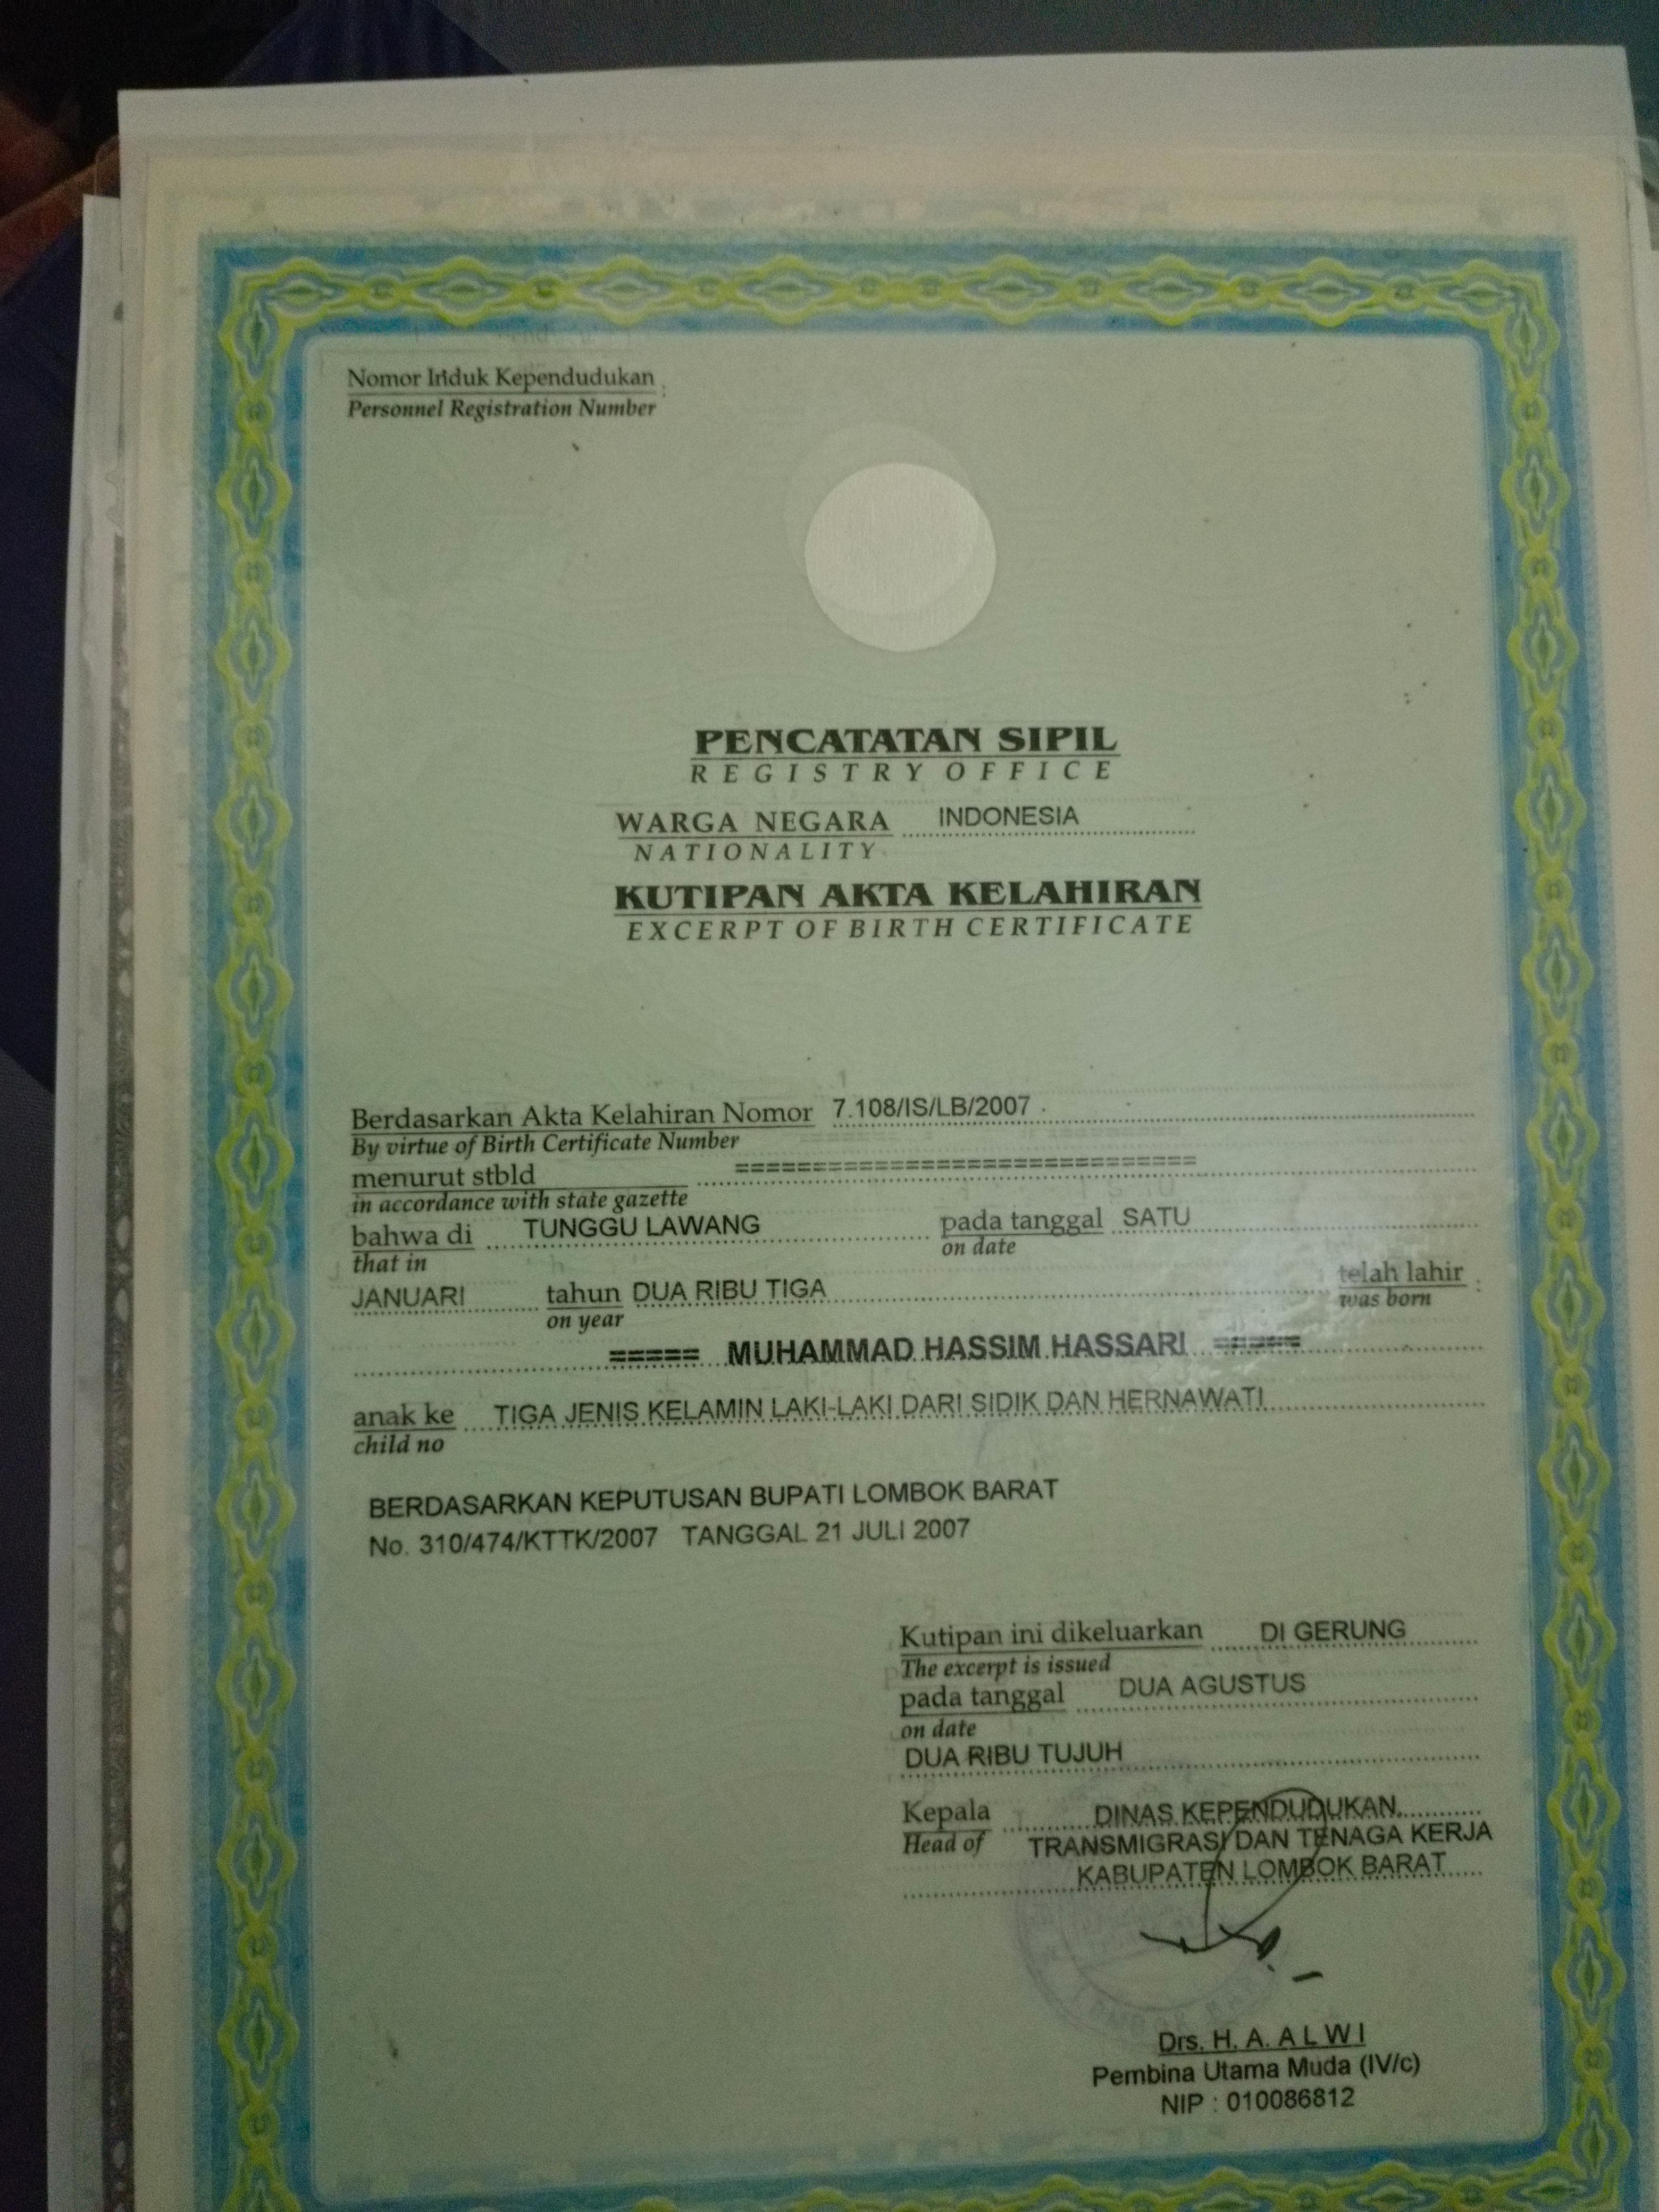 Nomor Induk Kependudukan :
Personnel Registration Number
PENCATATAN SIPIL
REGISTRY OFFICE
WARGA NEGARA INDONESIA
NATIONALITY
KUTIPAN AKTA KELAHIRAN
EXCERPT OF BIRTH CERTIFICATE
Berdasarkan Akta Kelahiran Nomor 7.108/IS/LB/2007
By virtue of Birth Certificate Number
menurut stbld ==============================
in accordance with state gazette
bahwa di TUNGGU LAWANG pada tanggal SATU
that in on date
JANUARI tahun DUA RIBU TIGA telah lahir :
on year was born
===== MUHAMMAD HASSIM HASSARI =====
anak ke TIGA JENIS KELAMIN LAKI-LAKI DARI SIDIK DAN HERNAWATI
child no
BERDASARKAN KEPUTUSAN BUPATI LOMBOK BARAT
No. 310/474/KTTK/2007 TANGGAL 21 JULI 2007
Kutipan ini dikeluarkan DI GERUNG
The excerpt is issued
pada tanggal DUA AGUSTUS
on date
DUA RIBU TUJUH
Kepala DINAS KEPENDUDUKAN
Head of TRANSMIGRASI DAN TENAGA KERJA
KABUPATEN LOMBOK BARAT
Drs. H. A. A L W I
Pembina Utama Muda (IV/c)
NIP : 010086812